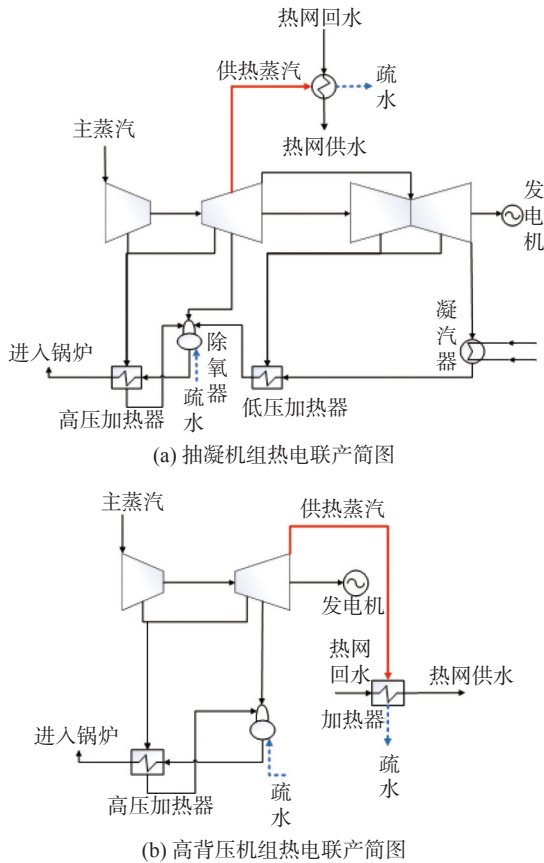 热网回水
供热蒸汽
疏水
主蒸汽
热网供水
发电机
凝汽器
除氧器
进入锅炉
疏水
高压加热器
低压加热器
(a) 抽凝机组热电联产简图
供热蒸汽
主蒸汽
发电机
热网
回水
热网供水
加热器
进入锅炉
疏水
疏水
高压加热器
(b) 高背压机组热电联产简图